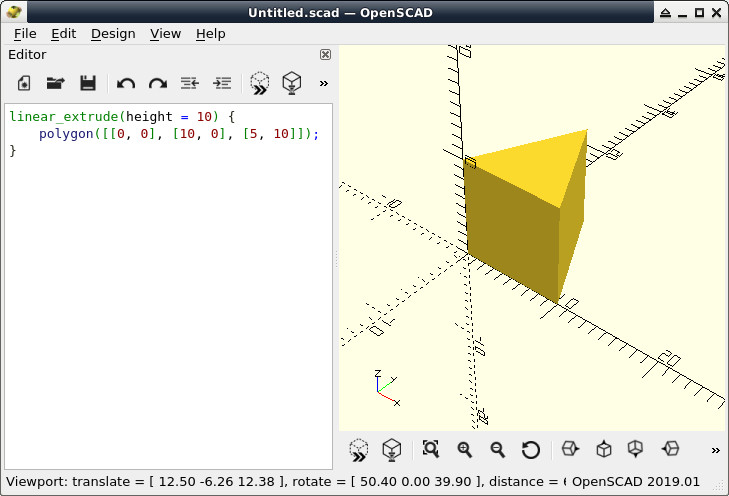 Untitled.scad — OpenSCAD
File Edit Design View Help
Editor
»
linear_extrude(height = 10) {
polygon([[0, 0], [10, 0], [5, 10]]);
}
10
20
Z
Y
X
»
Viewport: translate = [ 12.50 -6.26 12.38 ], rotate = [ 50.40 0.00 39.90 ], distance = OpenSCAD 2019.01